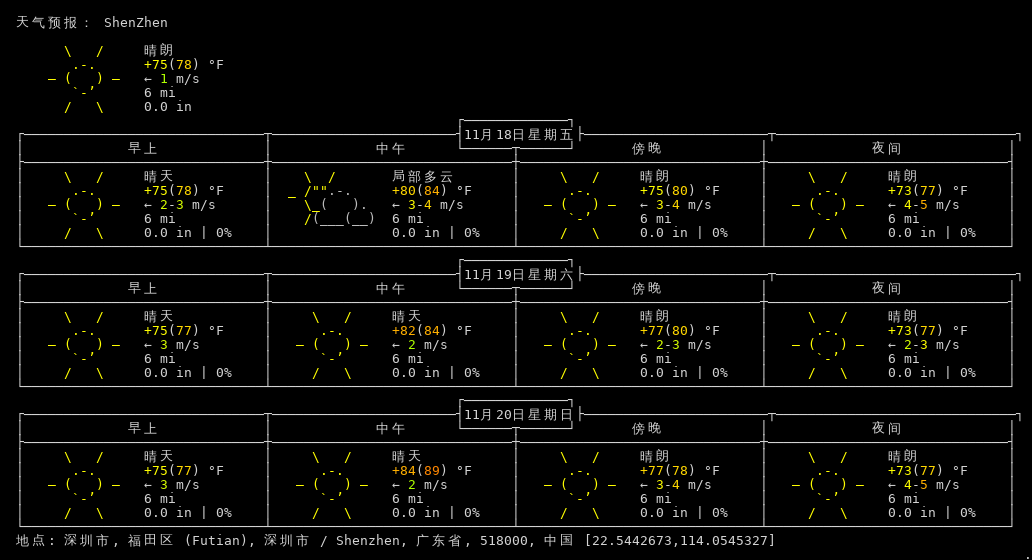 天气预报： ShenZhen
晴朗
+75(78) °F
← 1 m/s
6 mi
0.0 in
11月18日星期五
早上 中午 傍晚 夜间
晴天 局部多云 晴朗 晴朗
+75(78) °F +80(84) °F +75(80) °F +73(77) °F
← 2-3 m/s ← 3-4 m/s ← 3-4 m/s ← 4-5 m/s
6 mi 6 mi 6 mi 6 mi
0.0 in | 0% 0.0 in | 0% 0.0 in | 0% 0.0 in | 0%
11月19日星期六
早上 中午 傍晚 夜间
晴天 晴天 晴朗 晴朗
+75(77) °F +82(84) °F +77(80) °F +73(77) °F
← 3 m/s ← 2 m/s ← 2-3 m/s ← 2-3 m/s
6 mi 6 mi 6 mi 6 mi
0.0 in | 0% 0.0 in | 0% 0.0 in | 0% 0.0 in | 0%
11月20日星期日
早上 中午 傍晚 夜间
晴天 晴天 晴朗 晴朗
+75(77) °F +84(89) °F +77(78) °F +73(77) °F
← 3 m/s ← 2 m/s ← 3-4 m/s ← 4-5 m/s
6 mi 6 mi 6 mi 6 mi
0.0 in | 0% 0.0 in | 0% 0.0 in | 0% 0.0 in | 0%
地点: 深圳市, 福田区 (Futian), 深圳市 / Shenzhen, 广东省, 518000, 中国 [22.5442673,114.0545327]